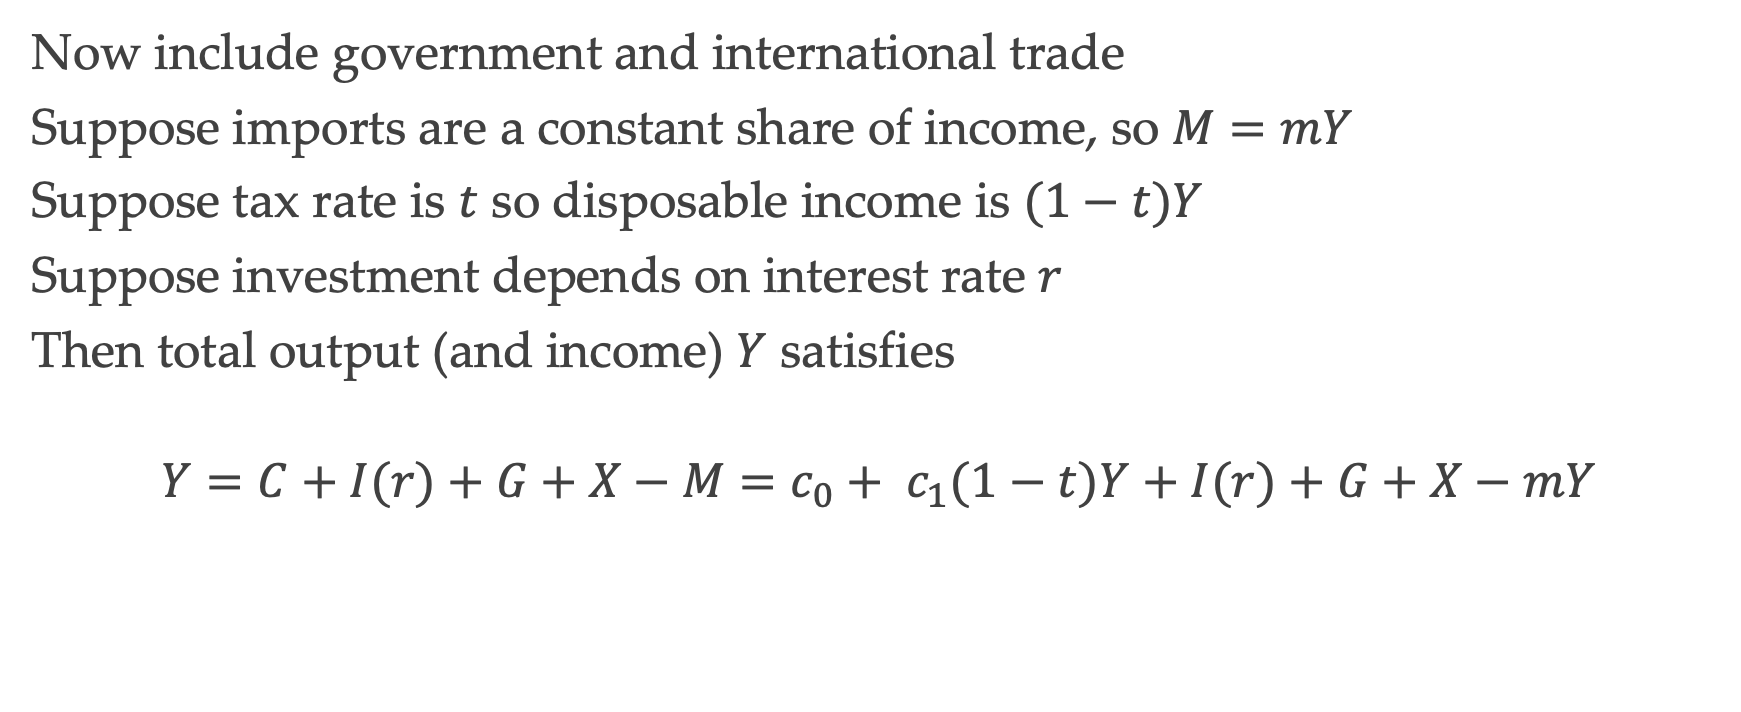 Now include government and international trade
Suppose imports are a constant share of income, so M = mY
Suppose tax rate is t so disposable income is (1 − t)Y
Suppose investment depends on interest rate r
Then total output (and income) Y satisfies
Y = C + I(r) + G + X − M = c₀ + c₁(1 − t)Y + I(r) + G + X − mY